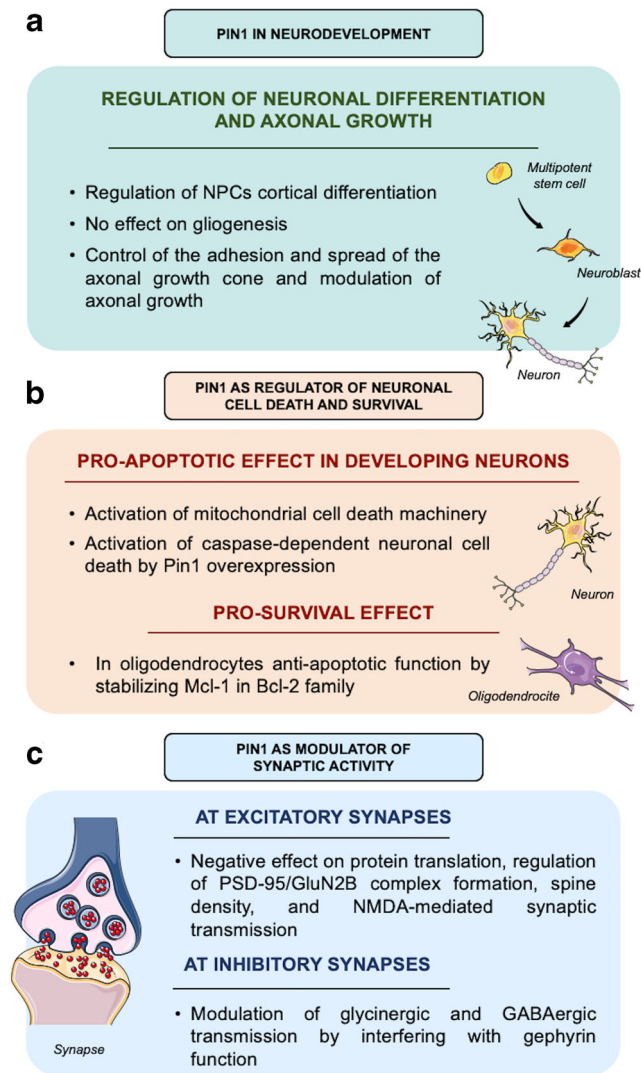 a
PIN1 IN NEURODEVELOPMENT
REGULATION OF NEURONAL DIFFERENTIATION
AND AXONAL GROWTH
• Regulation of NPCs cortical differentiation
• No effect on gliogenesis
• Control of the adhesion and spread of the
axonal growth cone and modulation of
axonal growth
Multipotent
stem cell
Neuroblast
Neuron
b
PIN1 AS REGULATOR OF NEURONAL
CELL DEATH AND SURVIVAL
PRO-APOPTOTIC EFFECT IN DEVELOPING NEURONS
• Activation of mitochondrial cell death machinery
• Activation of caspase-dependent neuronal cell
death by Pin1 overexpression
Neuron
PRO-SURVIVAL EFFECT
• In oligodendrocytes anti-apoptotic function by
stabilizing Mcl-1 in Bcl-2 family
Oligodendrocite
c
PIN1 AS MODULATOR OF
SYNAPTIC ACTIVITY
AT EXCITATORY SYNAPSES
• Negative effect on protein translation, regulation
of PSD-95/GluN2B complex formation, spine
density, and NMDA-mediated synaptic
transmission
AT INHIBITORY SYNAPSES
• Modulation of glycinergic and GABAergic
transmission by interfering with gephyrin
function
Synapse